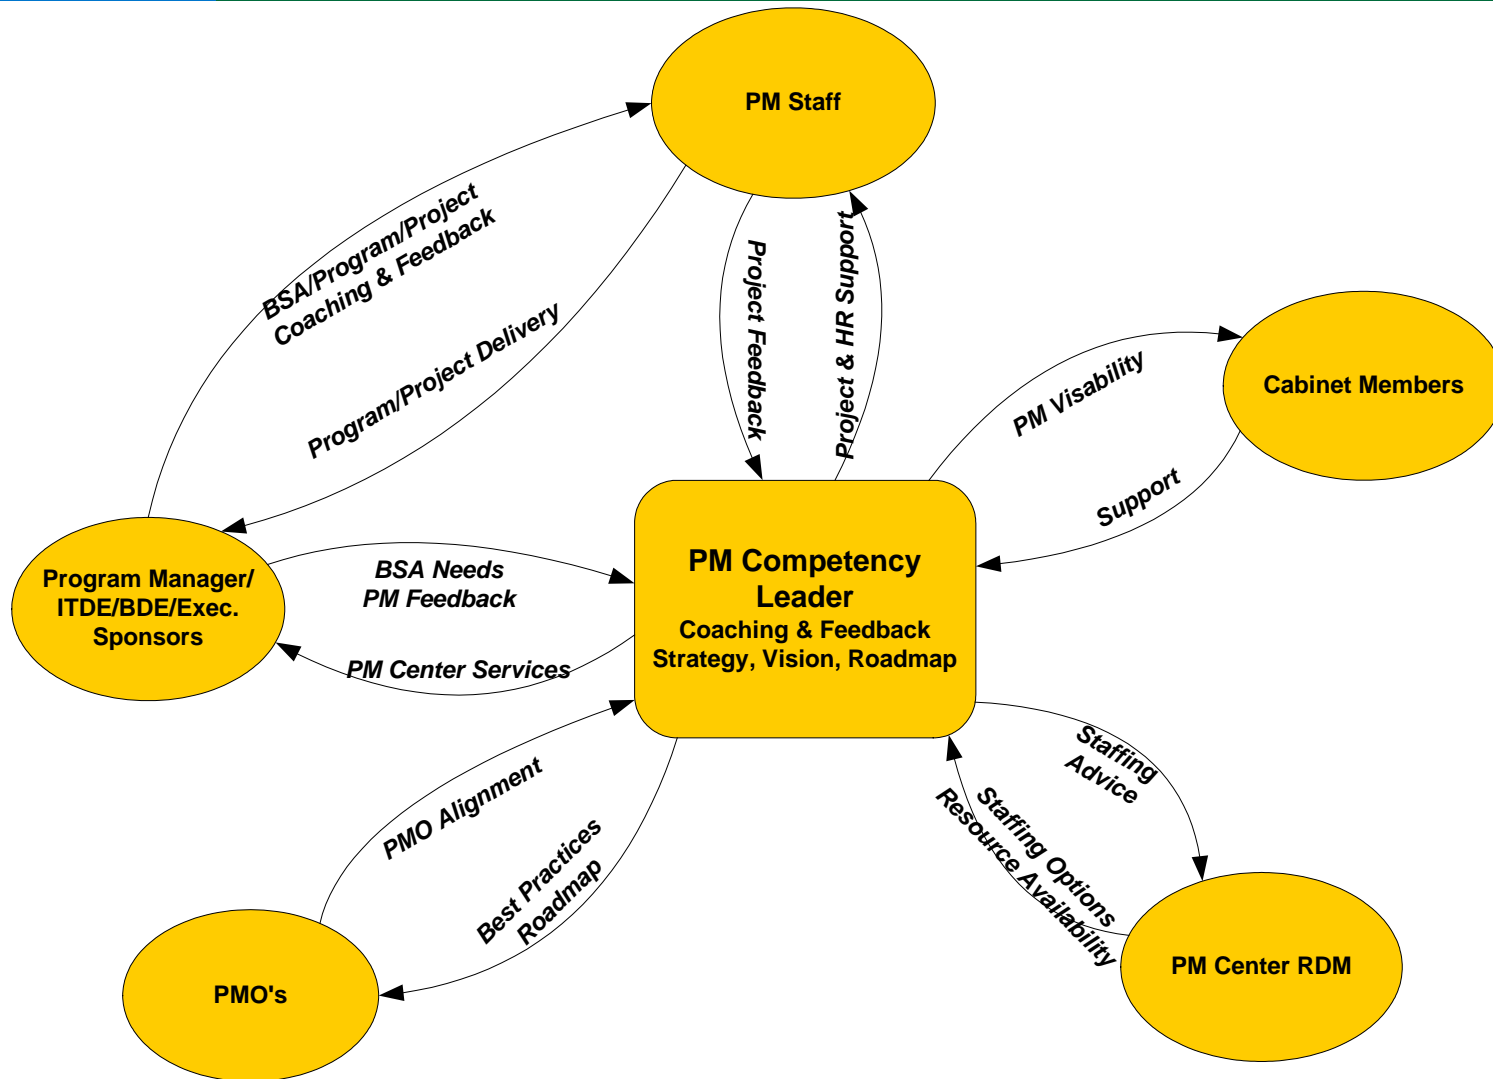 PM Staff
BSA/Program/Project
Coaching & Feedback
Program/Project Delivery
Project Feedback
Project & HR Support
PM Visability
Cabinet Members
Support
Program Manager/
ITDE/BDE/Exec.
Sponsors
BSA Needs
PM Feedback
PM Center Services
PM Competency
Leader
Coaching & Feedback
Strategy, Vision, Roadmap
PMO Alignment
Best Practices
Roadmap
Staffing
Advice
Staffing Options
Resource Availability
PMO's
PM Center RDM